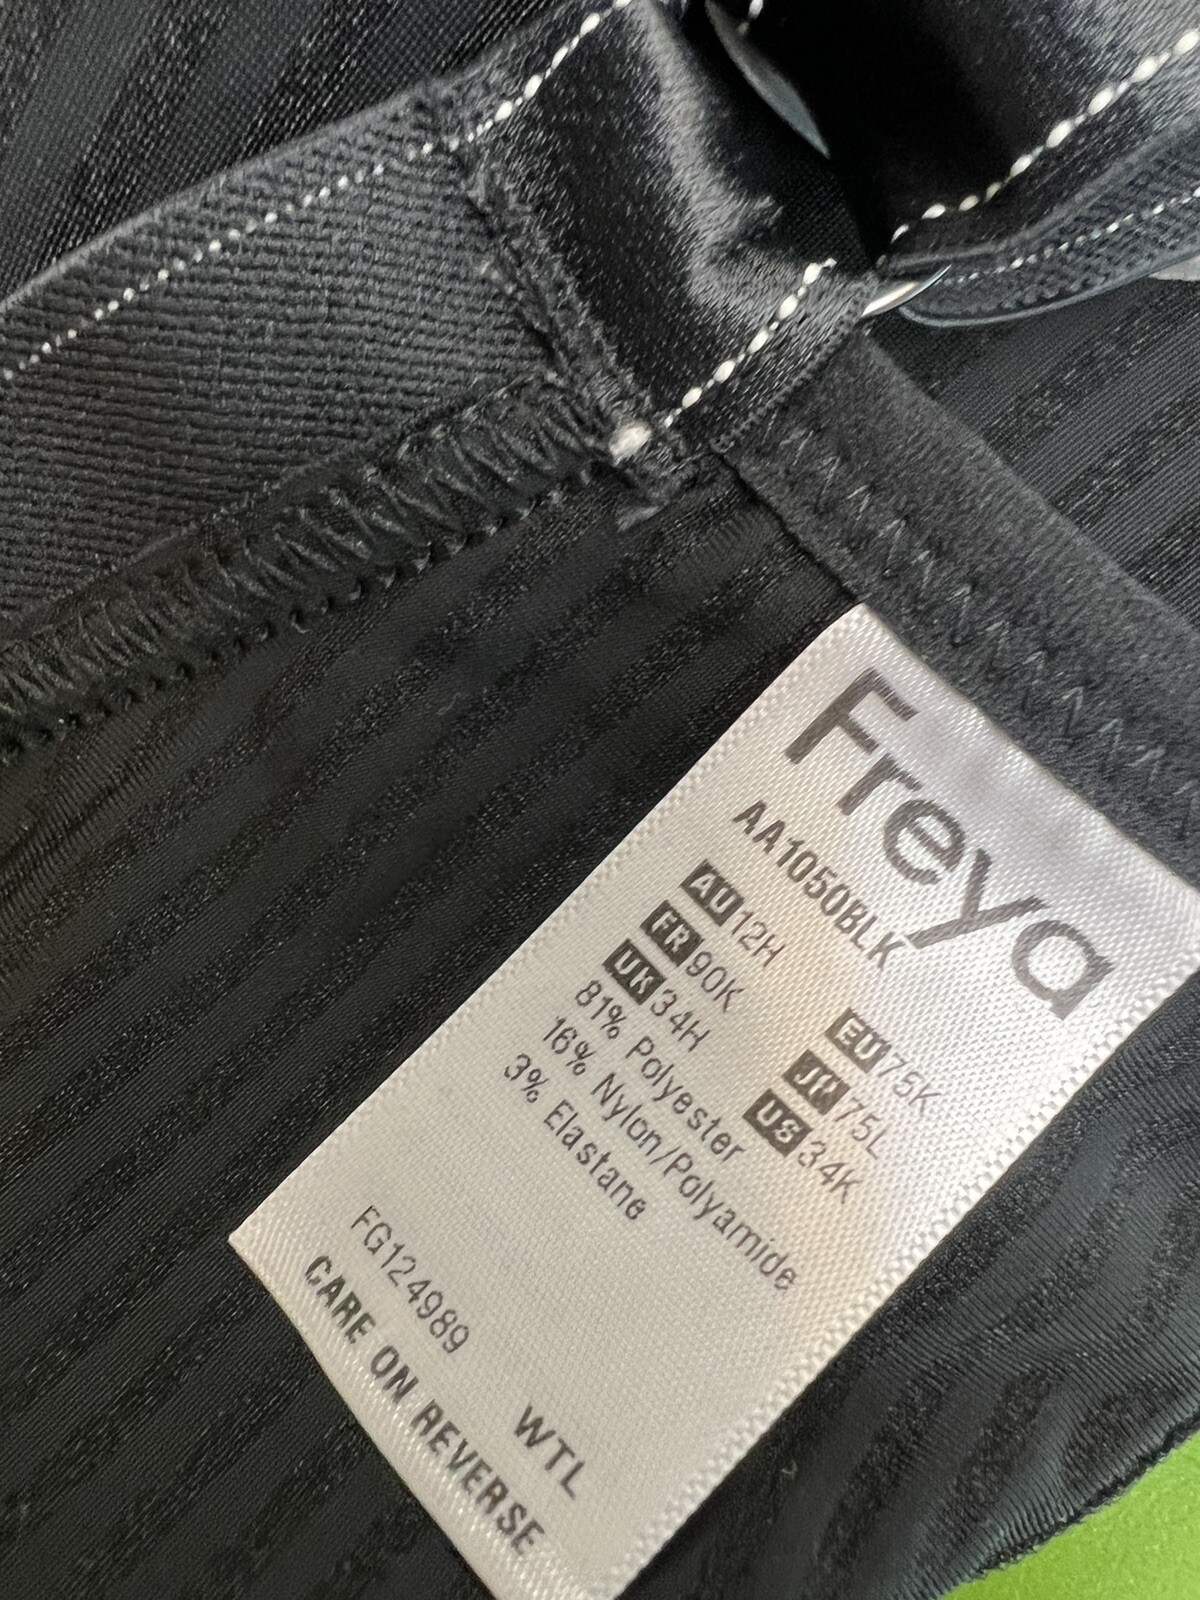 Freya
AA1050BLK
AU 12H EU 75K
FR 90K JP 75L
UK 34H US 34K
81% Polyester
16% Nylon/Polyamide
3% Elastane
FG124989 WTL
CARE ON REVERSE